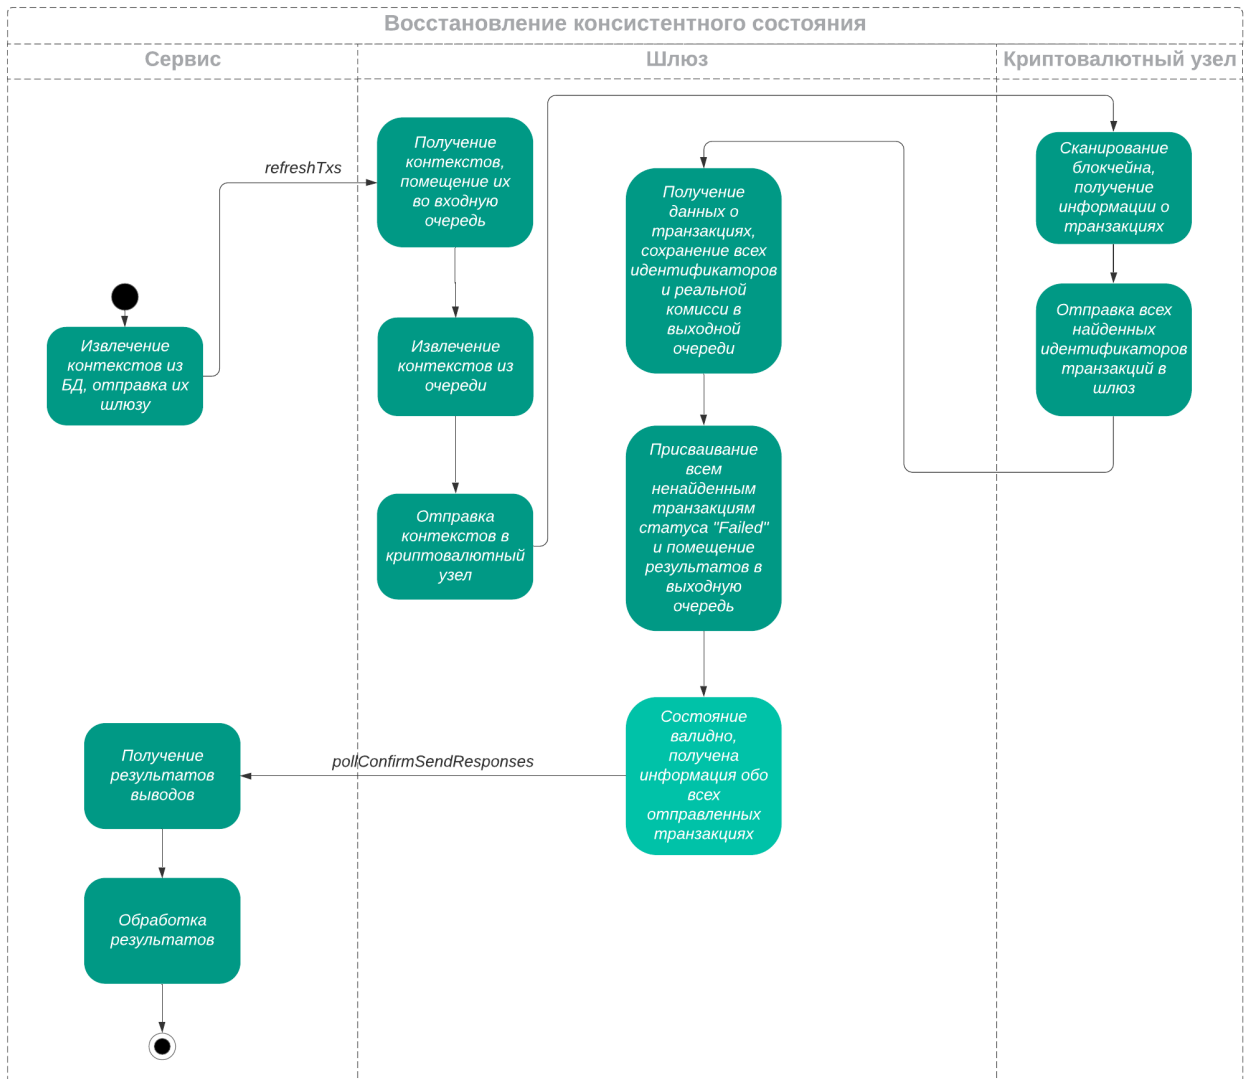 Восстановление консистентного состояния
Сервис
Шлюз
Криптовалютный узел
refreshTxs
Извлечение
контекстов из
БД, отправка их
шлюзу
Получение
контекстов,
помещение их
во входную
очередь
Извлечение
контекстов из
очереди
Отправка
контекстов в
криптовалютный
узел
Сканирование
блокчейна,
получение
информации о
транзакциях
Отправка всех
найденных
идентификаторов
транзакций в
шлюз
Получение
данных о
транзакциях,
сохранение всех
идентификаторов
и реальной
комисси в
выходной
очереди
Присваивание
всем
ненайденным
транзакциям
статуса "Failed"
и помещение
результатов в
выходную
очередь
Состояние
валидно,
получена
информация обо
всех
отправленных
транзакциях
pollConfirmSendResponses
Получение
результатов
выводов
Обработка
результатов